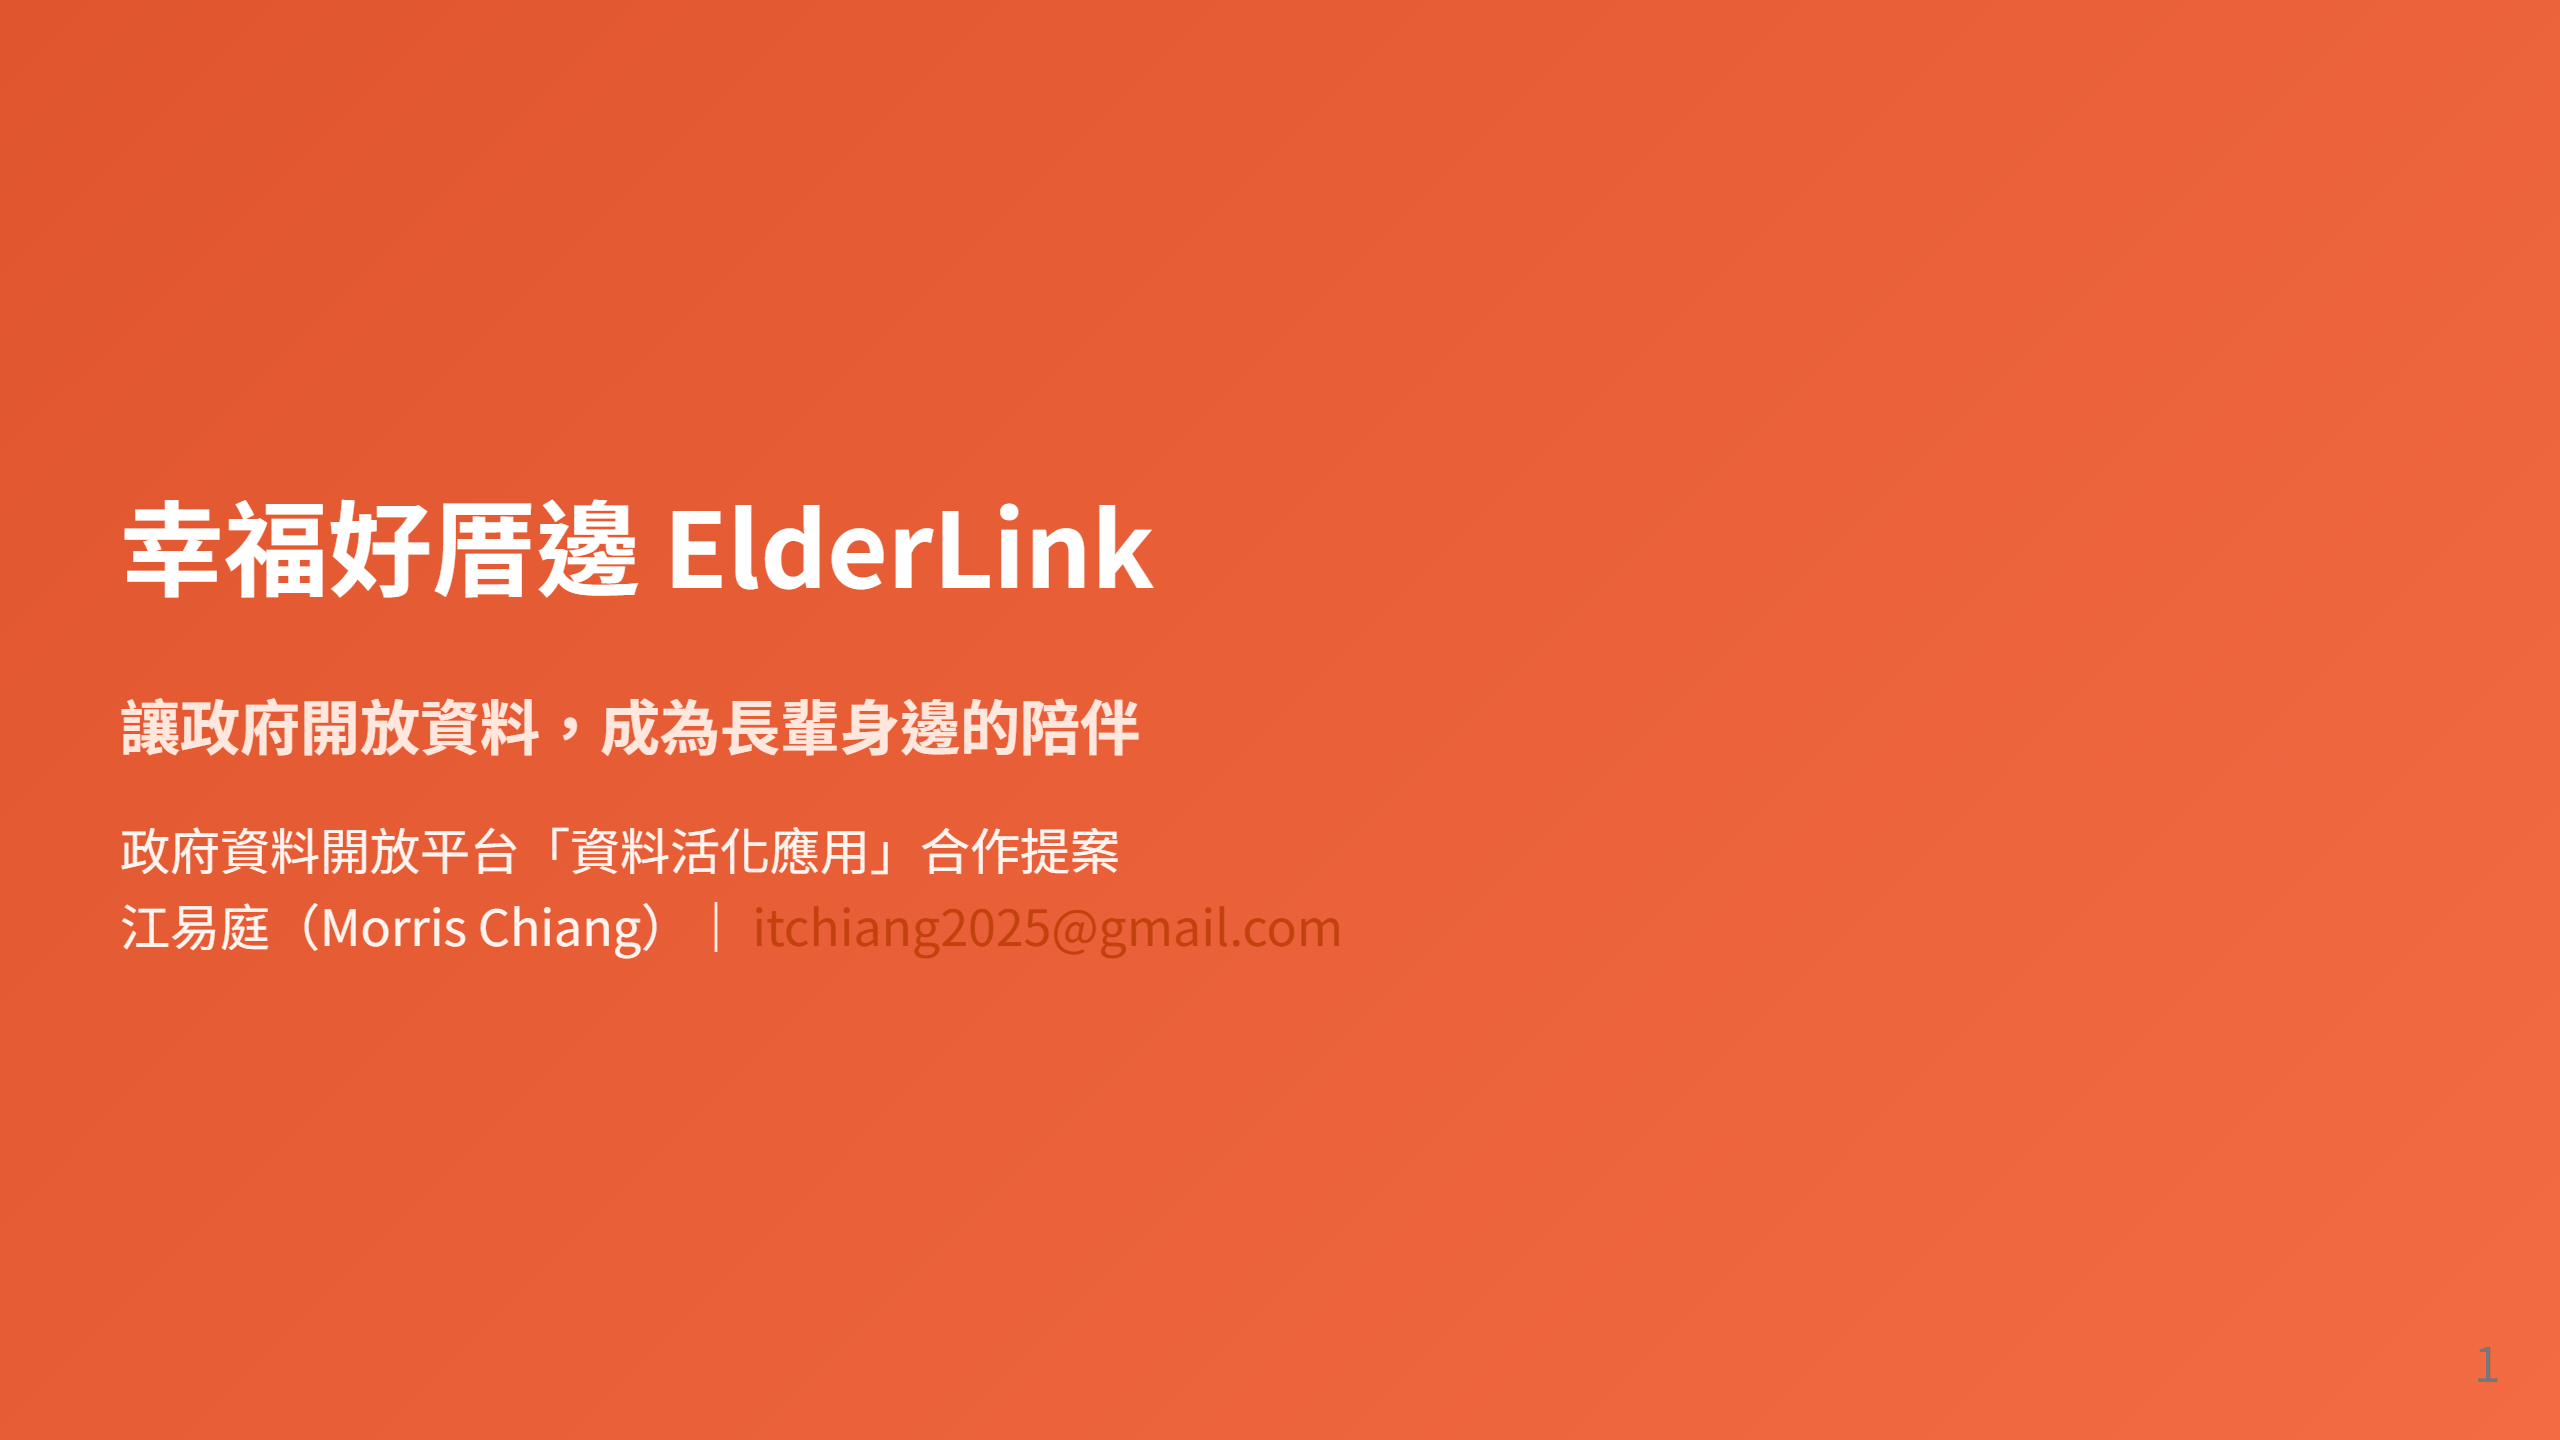 幸福好厝邊 ElderLink
讓政府開放資料，成為長輩身邊的陪伴
政府資料開放平台「資料活化應用」合作提案
江易庭（Morris Chiang）｜ itchiang2025@gmail.com
1